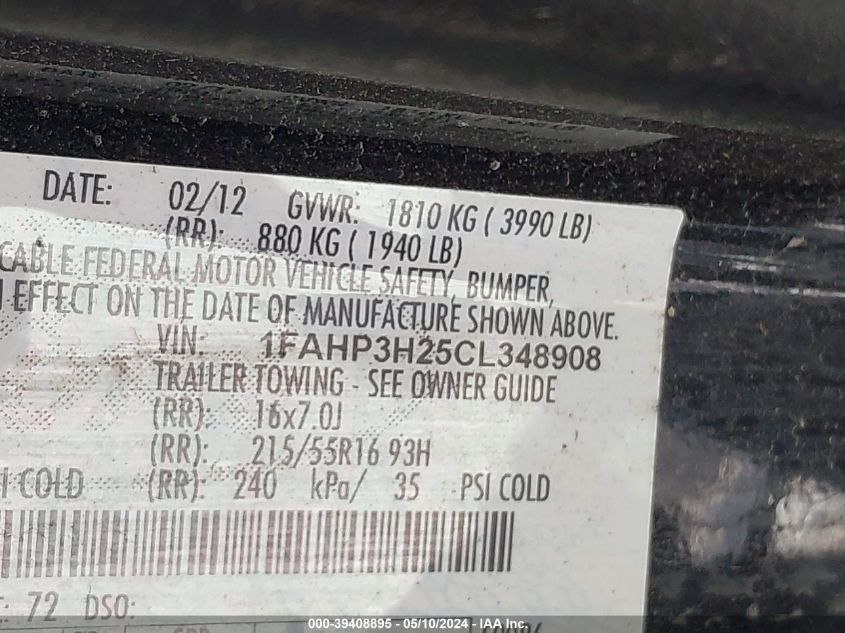 DATE: 02/12 GVWR: 1810 KG ( 3990 LB)
(RR): 880 KG ( 1940 LB)
CABLE FEDERAL MOTOR VEHICLE SAFETY, BUMPER,
EFFECT ON THE DATE OF MANUFACTURE SHOWN ABOVE.
VIN: 1FAHP3H25CL348908
TRAILER TOWING - SEE OWNER GUIDE
(RR): 16x7.0J
(RR): 215/55R16 93H
COLD (RR): 240 kPa/ 35 PSI COLD
72 DSO:
000-39408895 - 05/10/2024 - IAA Inc.